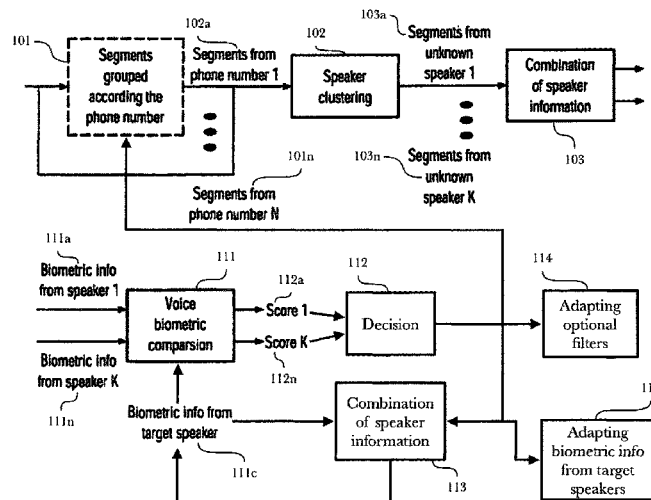 101
Segments
grouped
according the
phone number
102a
Segments from
phone number 1
102
Speaker
clustering
103a
Segments from
unknown
speaker 1
Combination
of speaker
information
103
101n
Segments from
phone number N
103n
Segments from
unknown
speaker K
111a
Biometric info
from speaker 1
111
Voice
biometric
comparsion
112a
Score 1
Score K
112n
112
Decision
114
Adapting
optional
filters
Biometric info
from speaker K
111n
Biometric info from
target speaker
111c
Combination
of speaker
information
113
Adapting
biometric info
from target
speakers